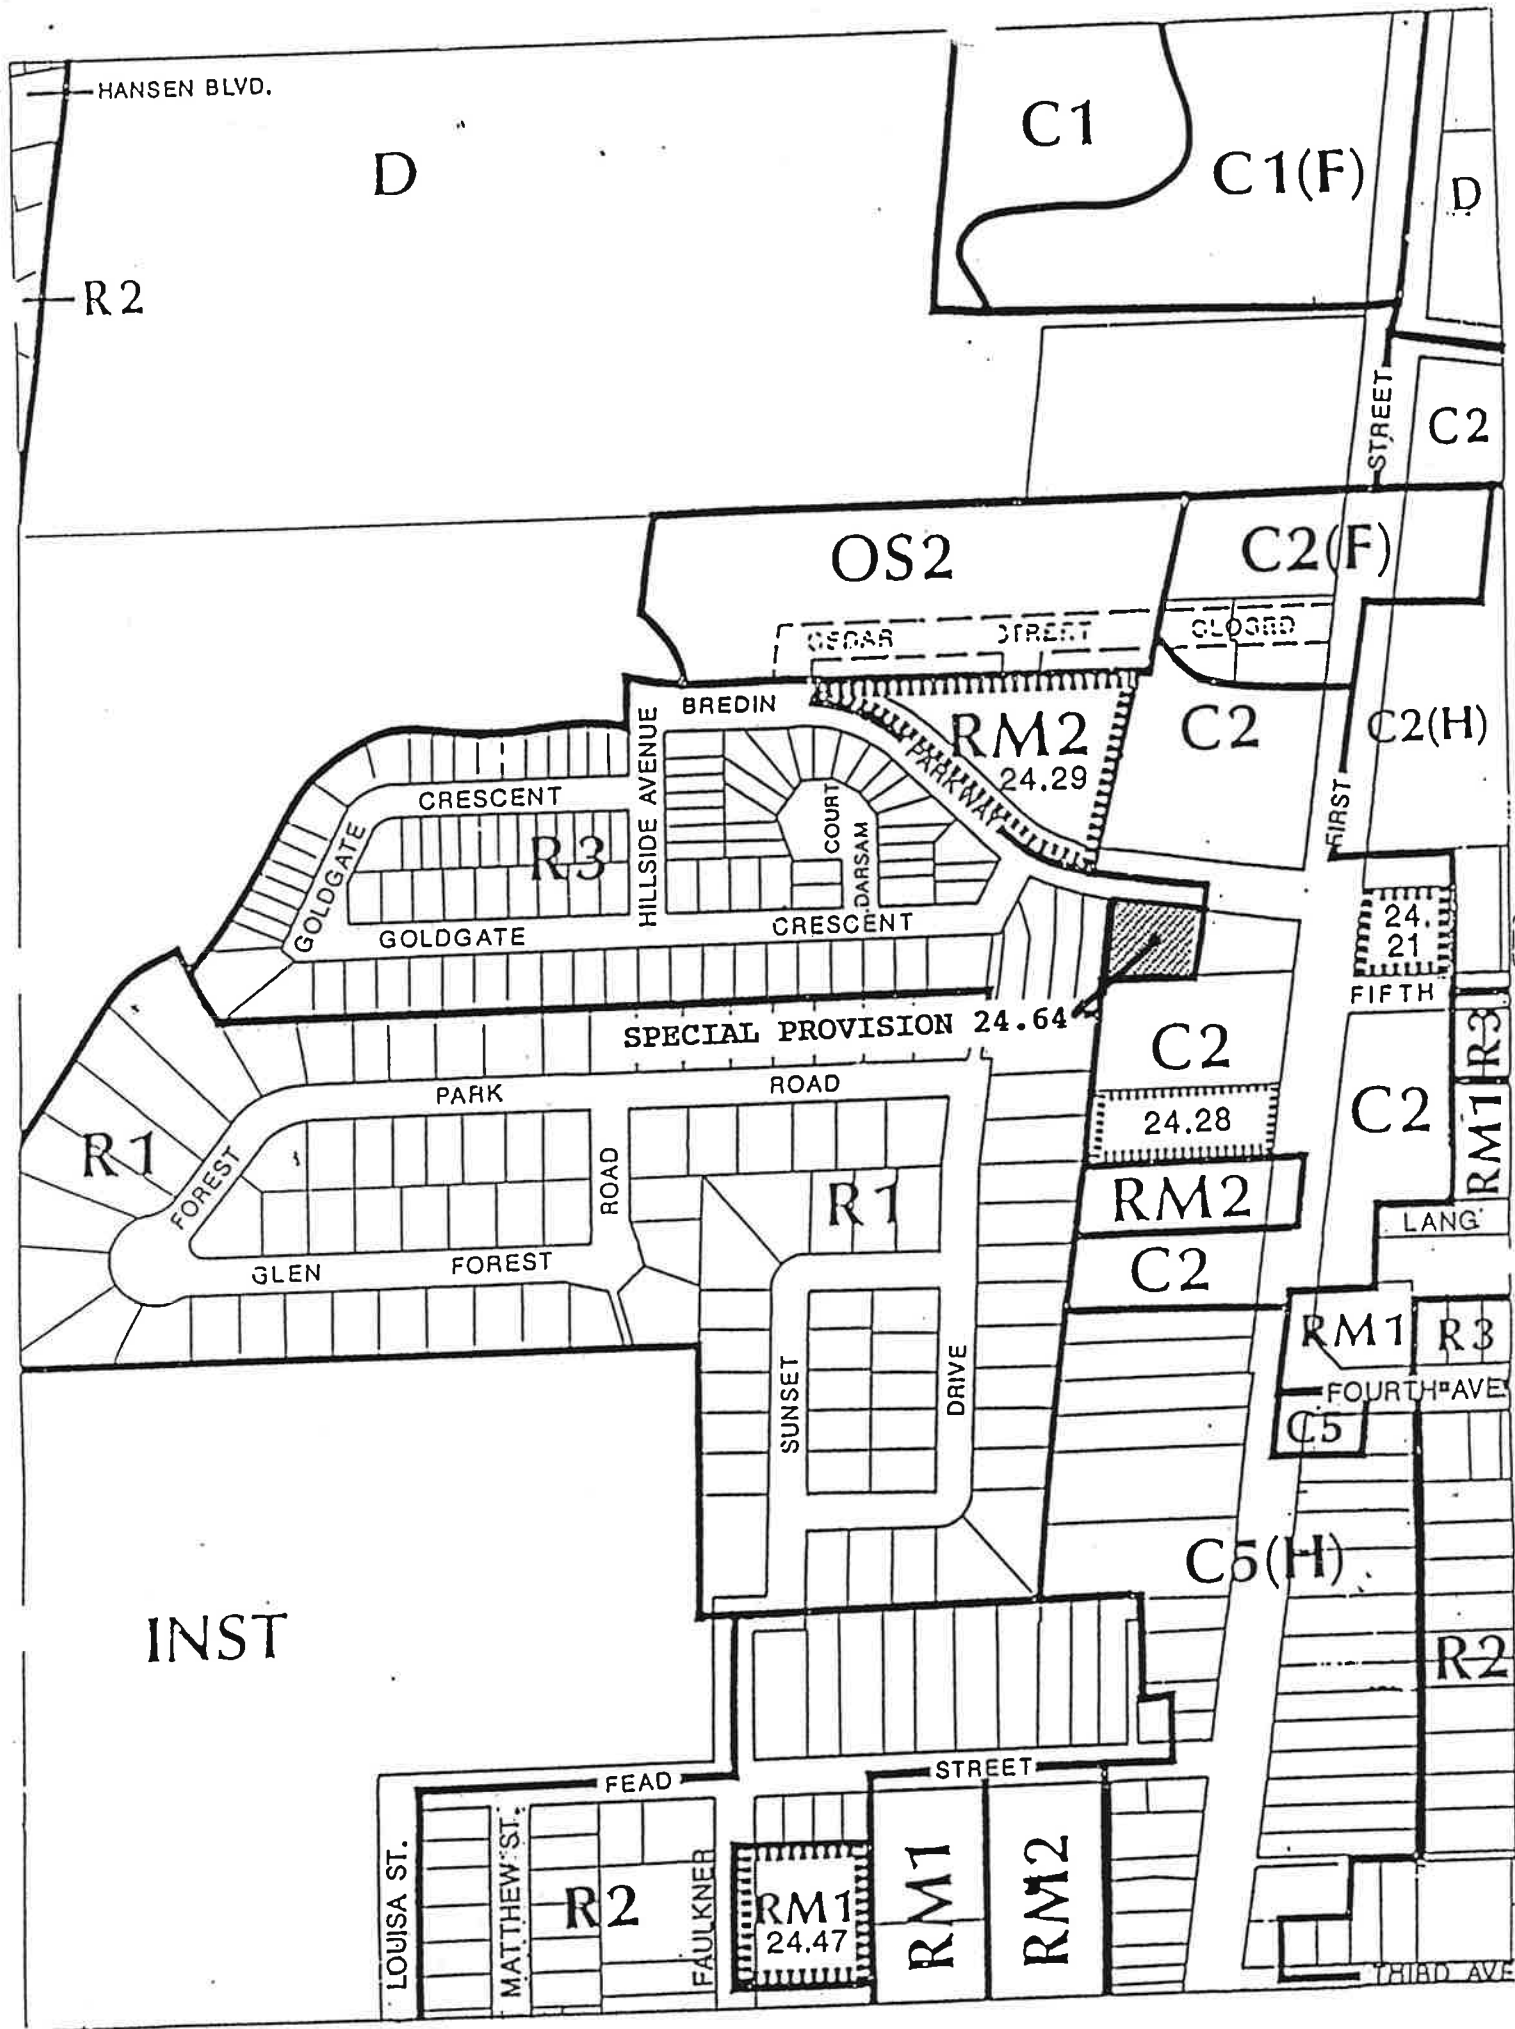 HANSEN BLVD.
D
C1
C1(F)
D
R2
STREET
C2
OS2
C2(F)
CEDAR STREET CLOSED
BREDIN PARKWAY
RM2
24.29
C2
C2(H)
HILLSIDE AVENUE
CRESCENT
GOLDGATE
R3
COURT
DARSAM
FIRST
GOLDGATE CRESCENT
24.
21
FIFTH
SPECIAL PROVISION 24.64
C2
R3
PARK ROAD
24.28
C2
RM1
R1
FOREST
ROAD
R1
RM2
LANG
GLEN FOREST
C2
RM1
R3
SUNSET
DRIVE
FOURTH AVE
C5
C5(H)
INST
R2
FEAD STREET
LOUISA ST.
MATTHEW ST.
R2
FAULKNER
RM1
24.47
RM1
RM2
THIAD AVE